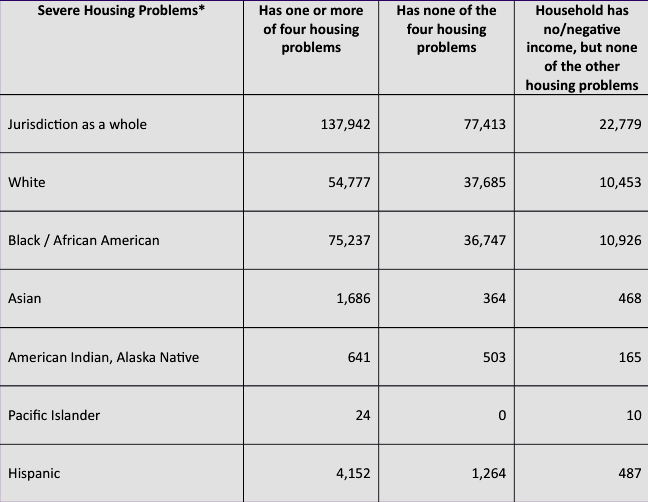 Severe Housing Problems* Has one or more of four housing problems Has none of the four housing problems Household has no/negative income, but none of the other housing problems
Jurisdiction as a whole 137,942 77,413 22,779
White 54,777 37,685 10,453
Black / African American 75,237 36,747 10,926
Asian 1,686 364 468
American Indian, Alaska Native 641 503 165
Pacific Islander 24 0 10
Hispanic 4,152 1,264 487